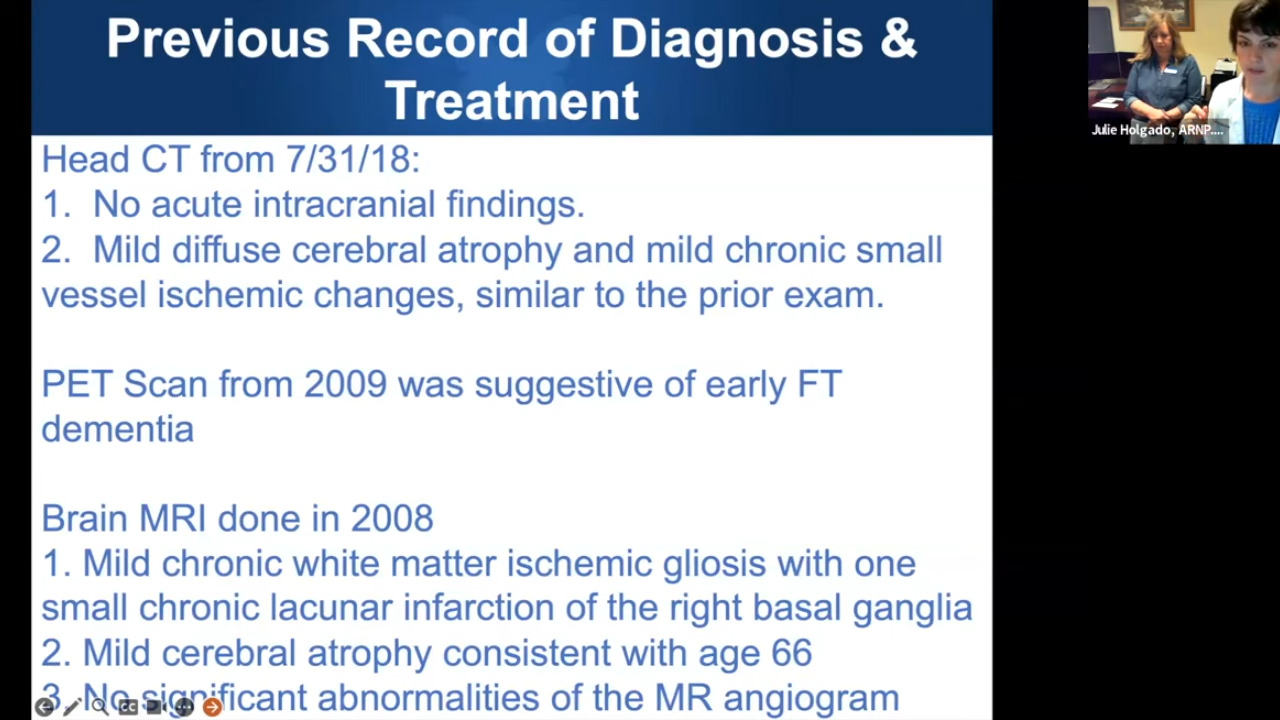 Previous Record of Diagnosis &
Treatment
Julie Holgado, ARNP....
Head CT from 7/31/18:
1. No acute intracranial findings.
2. Mild diffuse cerebral atrophy and mild chronic small
vessel ischemic changes, similar to the prior exam.
PET Scan from 2009 was suggestive of early FT
dementia
Brain MRI done in 2008
1. Mild chronic white matter ischemic gliosis with one
small chronic lacunar infarction of the right basal ganglia
2. Mild cerebral atrophy consistent with age 66
3. No significant abnormalities of the MR angiogram
CC